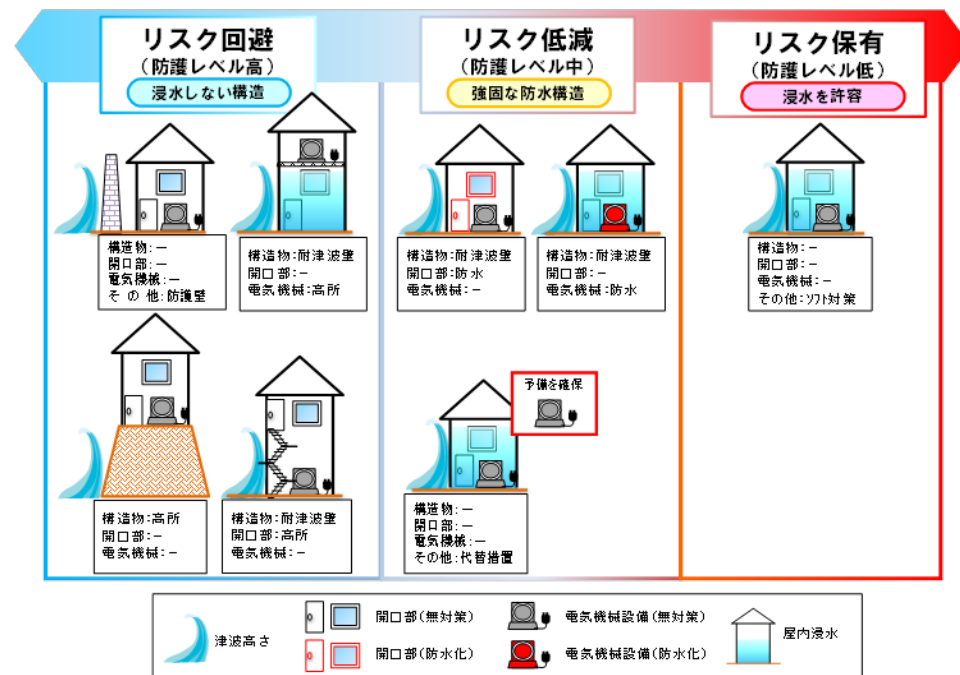 リスク回避
(防護レベル高)
浸水しない構造
リスク低減
(防護レベル中)
強固な防水構造
リスク保有
(防護レベル低)
浸水を許容
構造物:－
開口部:－
電気機械:－
その他:防護壁
構造物:耐津波壁
開口部:－
電気機械:高所
構造物:耐津波壁
開口部:防水
電気機械:－
構造物:耐津波壁
開口部:－
電気機械:防水
構造物:－
開口部:－
電気機械:－
その他:ソフト対策
構造物:高所
開口部:－
電気機械:－
構造物:耐津波壁
開口部:高所
電気機械:－
予備を確保
構造物:－
開口部:－
電気機械:－
その他:代替措置
津波高さ
開口部(無対策)
開口部(防水化)
電気機械設備(無対策)
電気機械設備(防水化)
屋内浸水